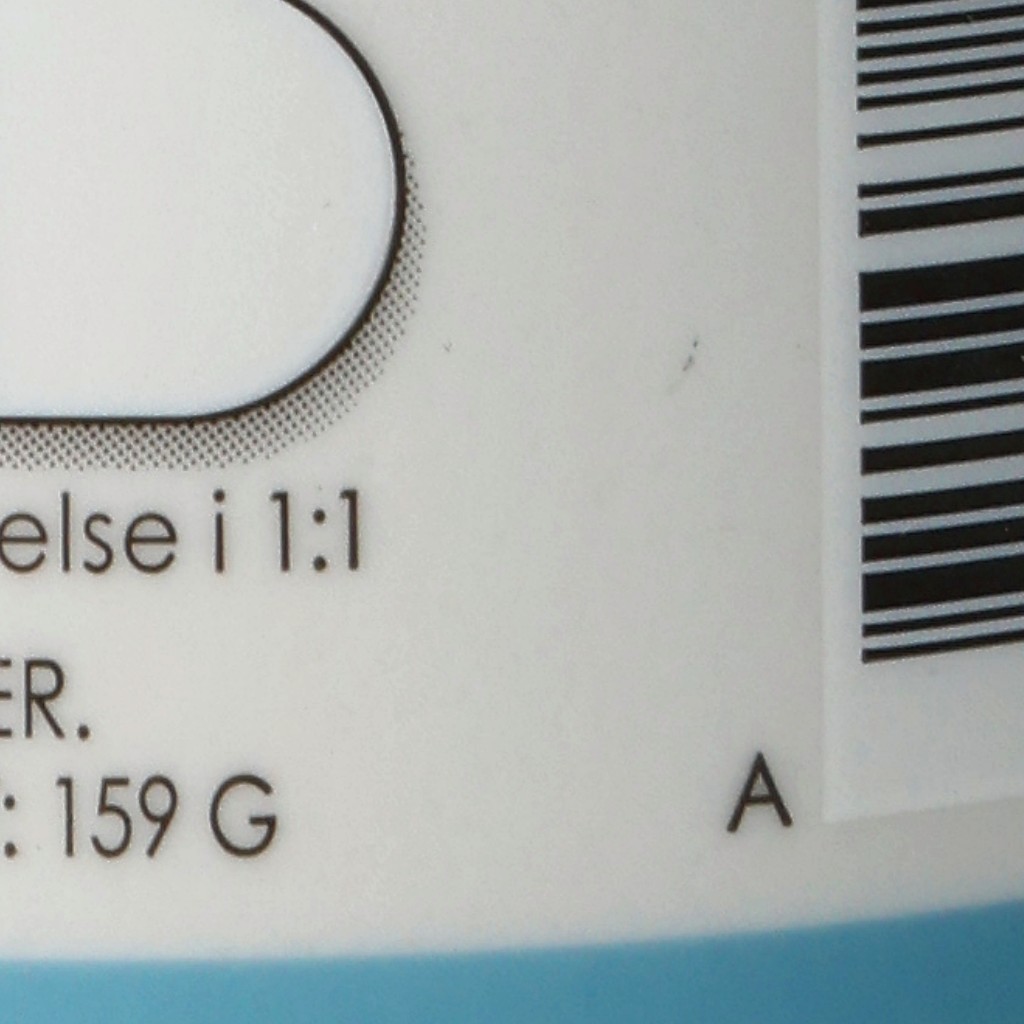 else i 1:1
ER.
: 159 G
A